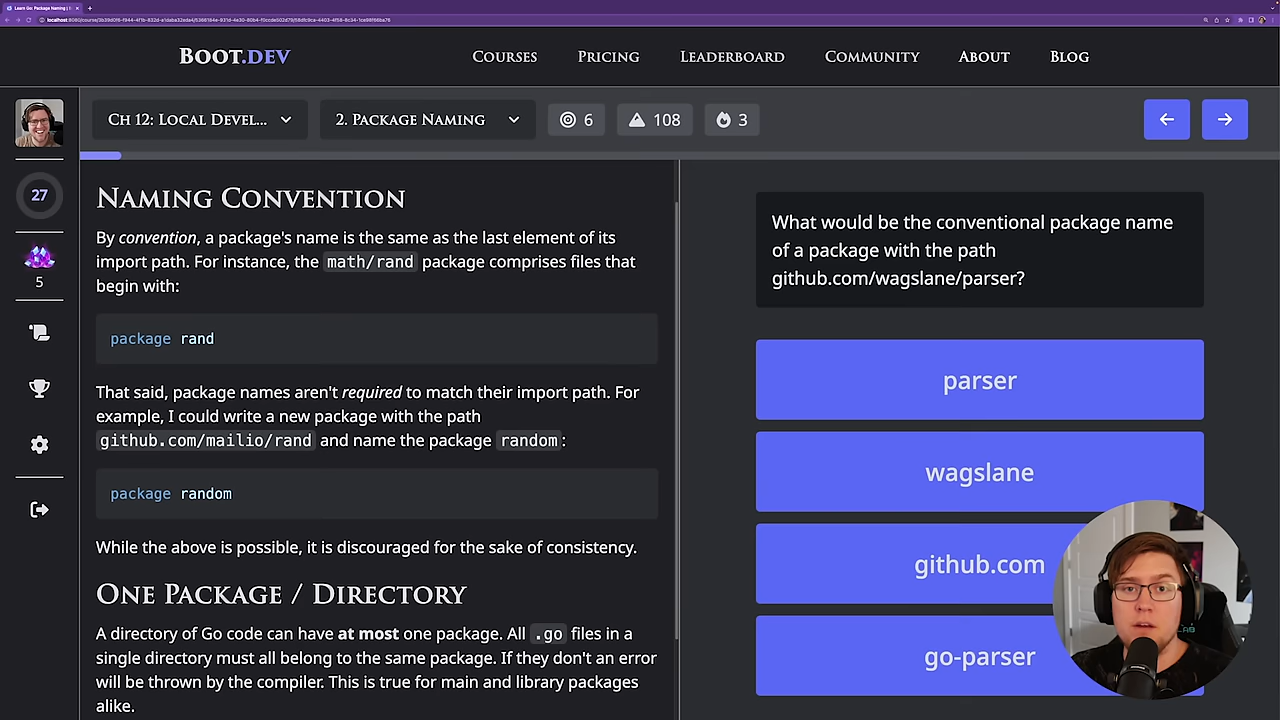 Learn Go: Package Naming |
BOOT.DEV
COURSES
PRICING
LEADERBOARD
COMMUNITY
ABOUT
BLOG
CH 12: LOCAL DEVEL...
2. PACKAGE NAMING
6
108
3
27
5
NAMING CONVENTION
By convention, a package's name is the same as the last element of its
import path. For instance, the math/rand package comprises files that
begin with:
package rand
That said, package names aren't required to match their import path. For
example, I could write a new package with the path
github.com/mailio/rand and name the package random:
package random
While the above is possible, it is discouraged for the sake of consistency.
ONE PACKAGE / DIRECTORY
A directory of Go code can have at most one package. All .go files in a
single directory must all belong to the same package. If they don't an error
will be thrown by the compiler. This is true for main and library packages
alike.
What would be the conventional package name
of a package with the path
github.com/wagslane/parser?
parser
wagslane
github.com
go-parser